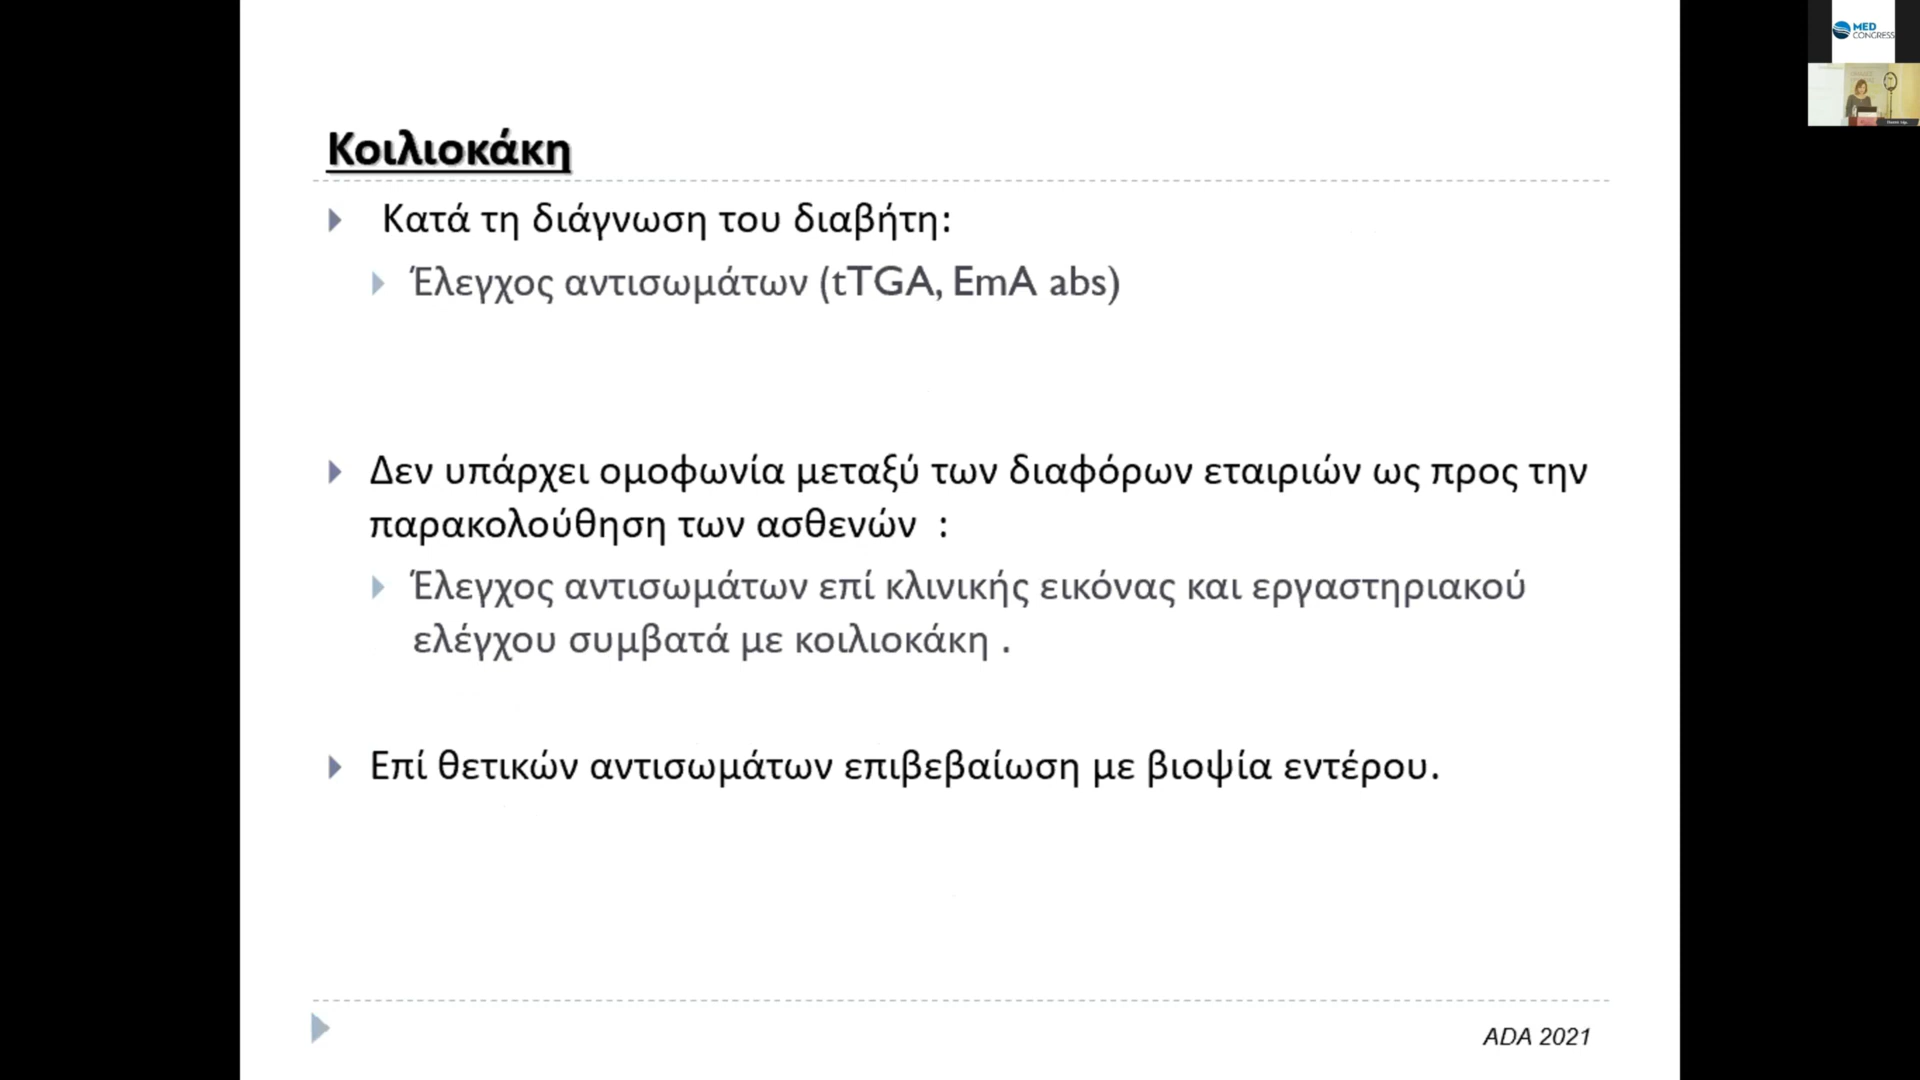 MED
CONGRESS
Κοιλιοκάκη
Κατά τη διάγνωση του διαβήτη:
Έλεγχος αντισωμάτων (tTGA, EmA abs)
Δεν υπάρχει ομοφωνία μεταξύ των διαφόρων εταιριών ως προς την
παρακολούθηση των ασθενών :
Έλεγχος αντισωμάτων επί κλινικής εικόνας και εργαστηριακού
ελέγχου συμβατά με κοιλιοκάκη .
Επί θετικών αντισωμάτων επιβεβαίωση με βιοψία εντέρου.
ADA 2021